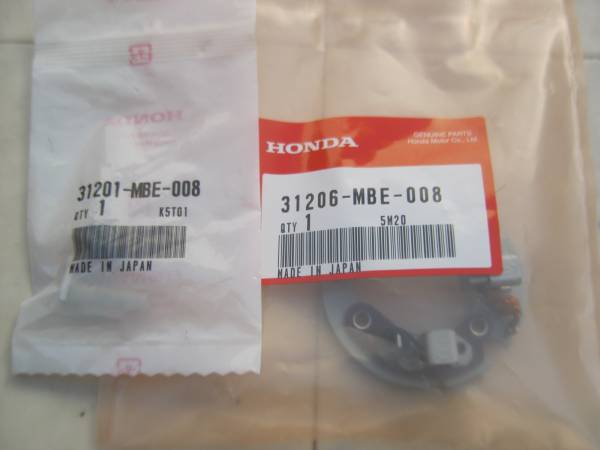 HONDA
31201-MBE-008
QTY 1 K5T01
MADE IN JAPAN
HONDA
GENUINE PARTS
Honda Motor Co., Ltd.
31206-MBE-008
QTY 1 5M20
MADE IN JAPAN